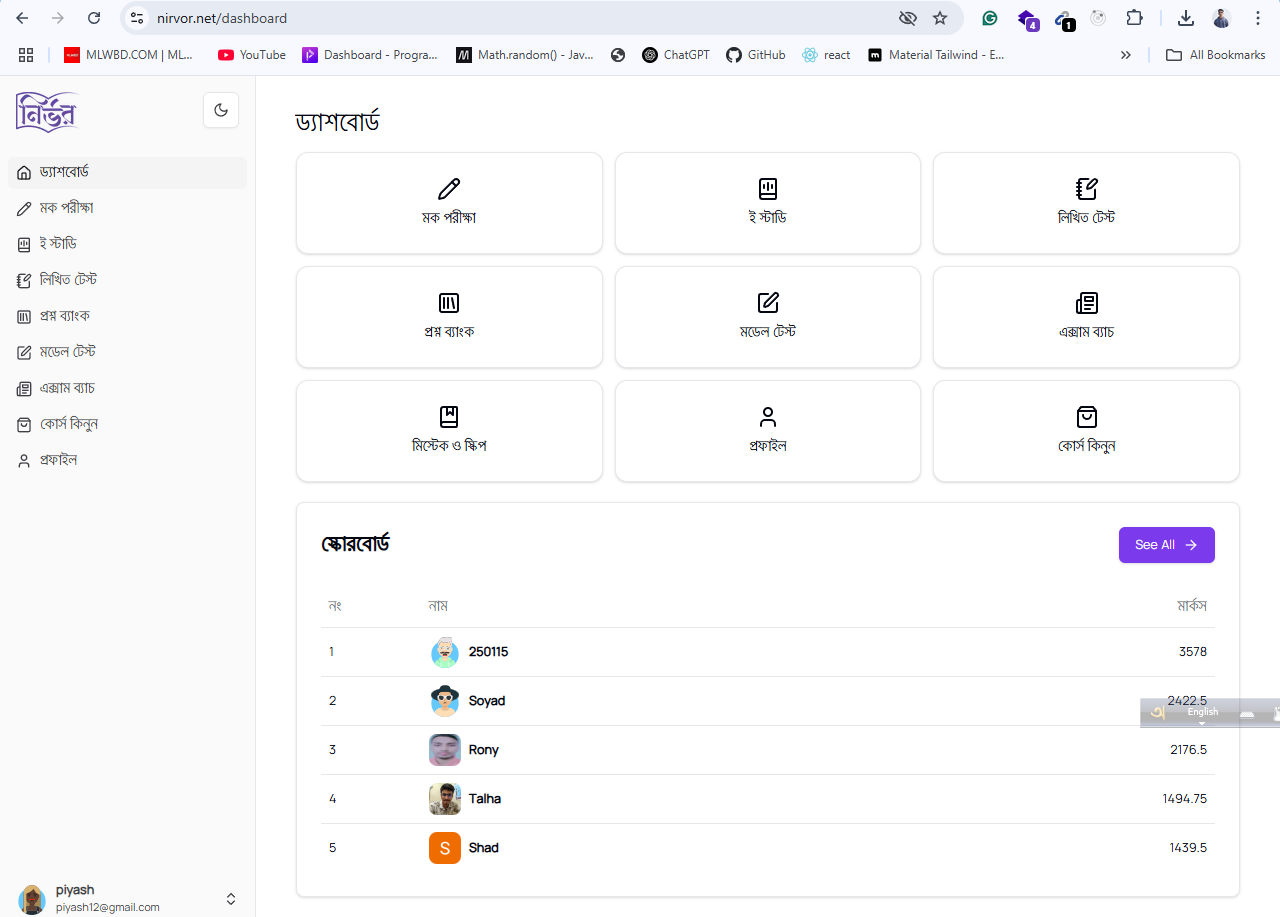 nirvor.net/dashboard
4
1
MLWBD.COM | ML...
YouTube
Dashboard - Progra...
Math.random() - Jav...
ChatGPT
GitHub
react
Material Tailwind - E...
All Bookmarks
নির্ভর
ড্যাশবোর্ড
মক পরীক্ষা
ই স্টাডি
লিখিত টেস্ট
প্রশ্ন ব্যাংক
মডেল টেস্ট
এক্সাম ব্যাচ
কোর্স কিনুন
প্রফাইল
piyash
piyash12@gmail.com
ড্যাশবোর্ড
মক পরীক্ষা
ই স্টাডি
লিখিত টেস্ট
প্রশ্ন ব্যাংক
মডেল টেস্ট
এক্সাম ব্যাচ
মিস্টেক ও স্কিপ
প্রফাইল
কোর্স কিনুন
স্কোরবোর্ড
See All
নং নাম মার্কস
1 250115 3578
2 Soyad 2422.5
অ English
3 Rony 2176.5
4 Talha 1494.75
5 S Shad 1439.5